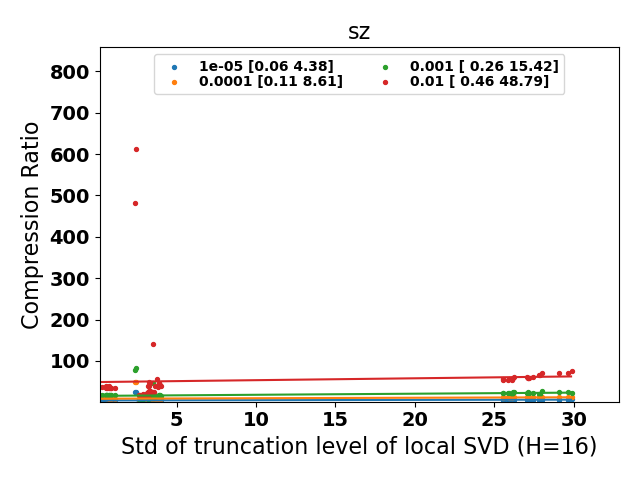 sz
1e-05 [0.06 4.38]
0.0001 [0.11 8.61]
0.001 [ 0.26 15.42]
0.01 [ 0.46 48.79]
Compression Ratio
800
700
600
500
400
300
200
100
5 10 15 20 25 30
Std of truncation level of local SVD (H=16)